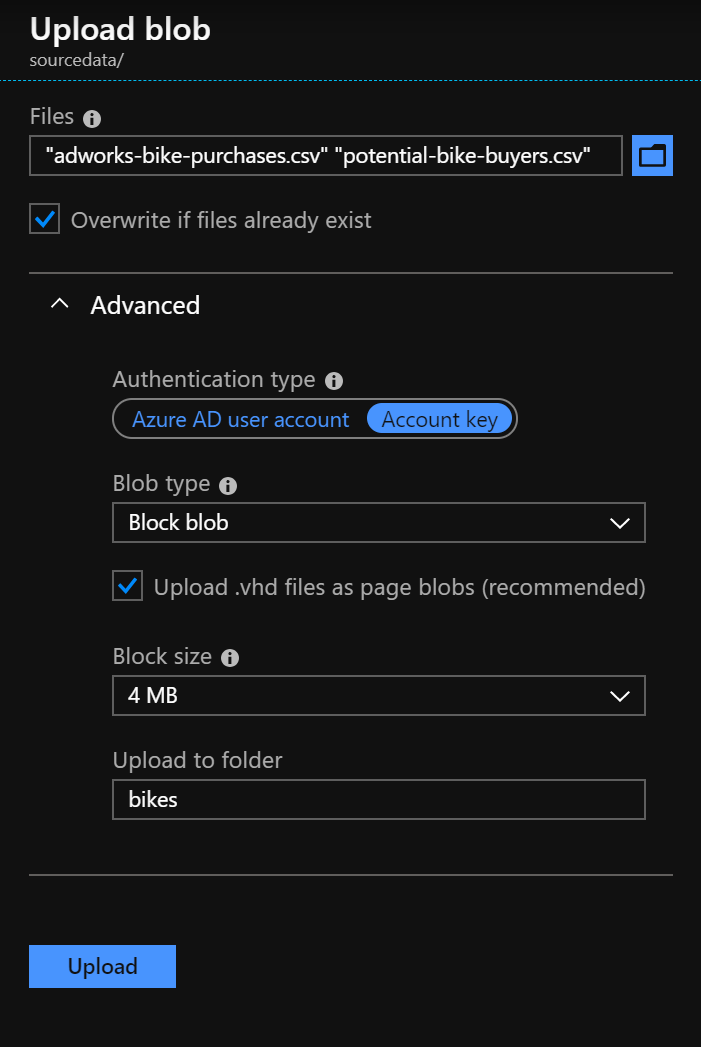 Upload blob
sourcedata/
Files
"adworks-bike-purchases.csv" "potential-bike-buyers.csv"
Overwrite if files already exist
Advanced
Authentication type
Azure AD user account Account key
Blob type
Block blob
Upload .vhd files as page blobs (recommended)
Block size
4 MB
Upload to folder
bikes
Upload